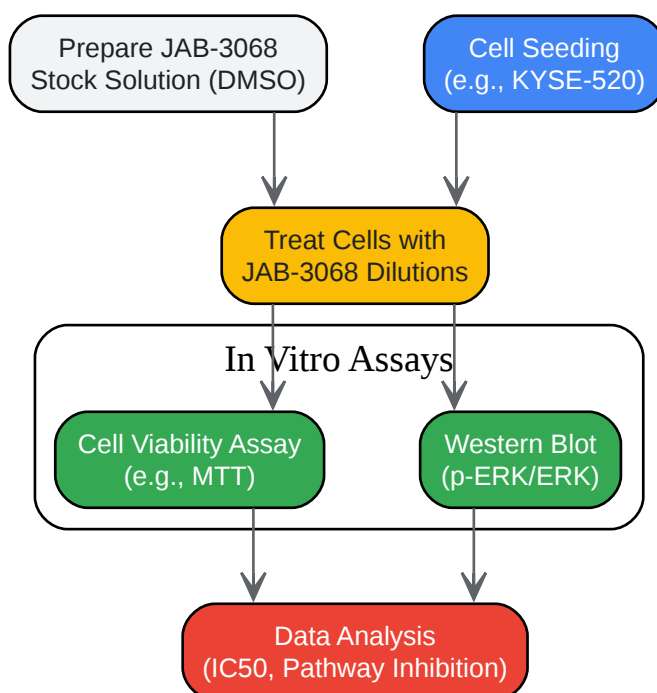 Prepare JAB-3068
Stock Solution (DMSO)
Cell Seeding
(e.g., KYSE-520)
Treat Cells with
JAB-3068 Dilutions
In Vitro Assays
Cell Viability Assay
(e.g., MTT)
Western Blot
(p-ERK/ERK)
Data Analysis
(IC50, Pathway Inhibition)